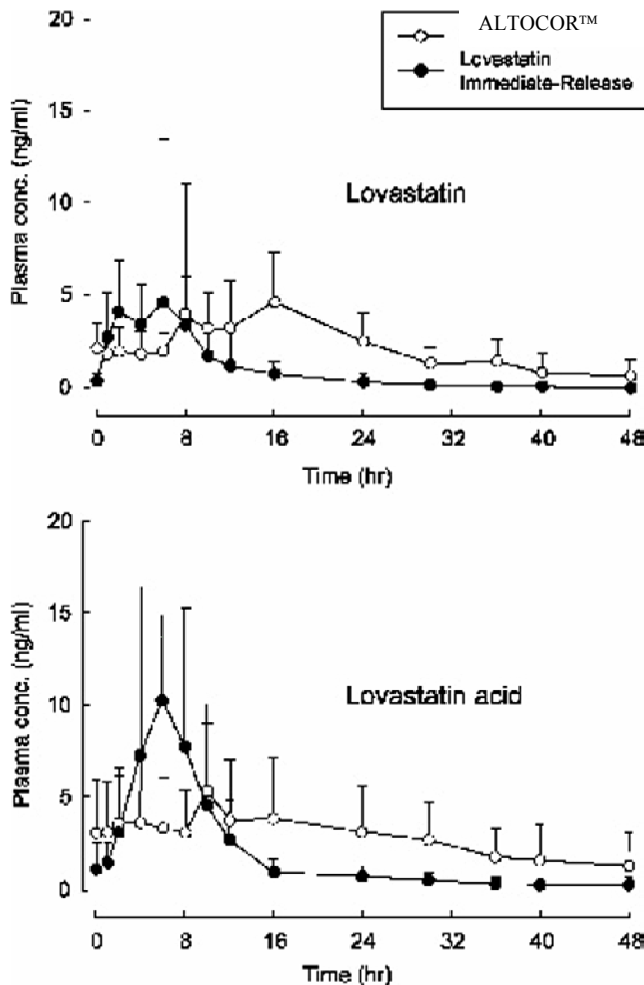 ALTOCOR™
Lovastatin
Immediate-Release
Plasma conc. (ng/ml)
20
15
10
5
0
Lovastatin
0 8 16 24 32 40 48
Time (hr)
Plasma conc. (ng/ml)
20
15
10
5
0
Lovastatin acid
0 8 16 24 32 40 48
Time (hr)